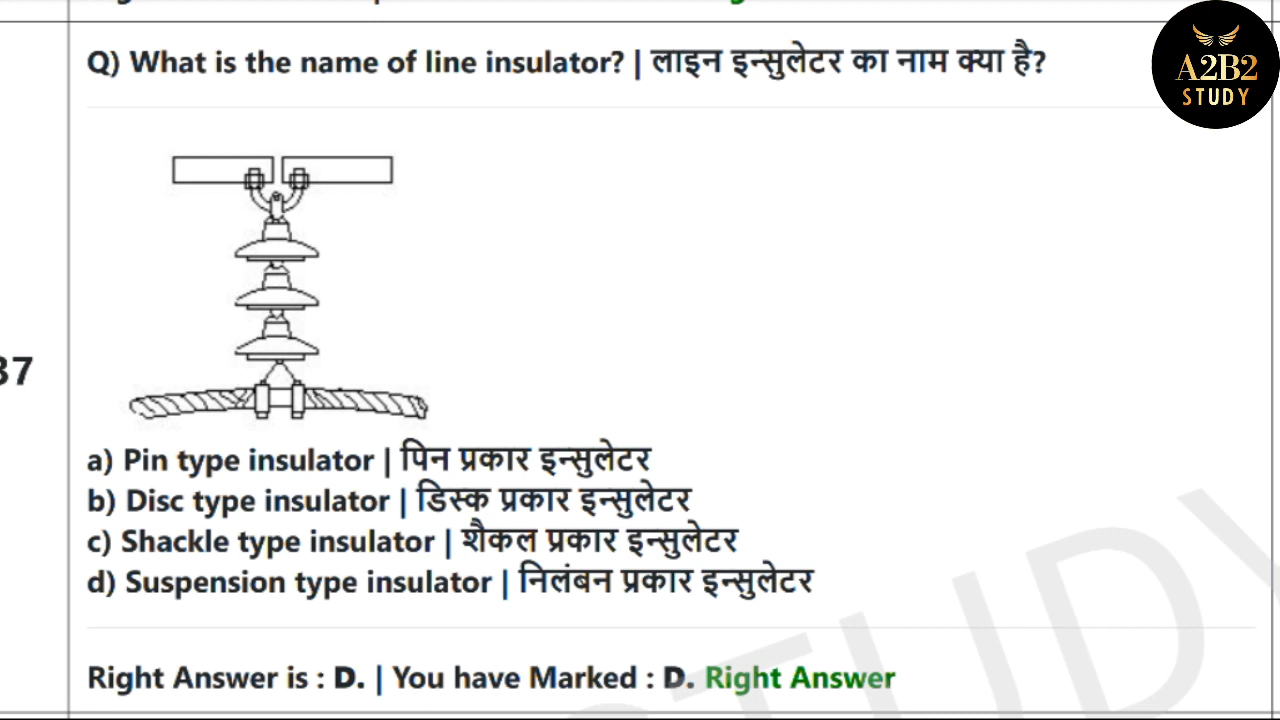 Q) What is the name of line insulator? | लाइन इन्सुलेटर का नाम क्या है?
A2B2
STUDY
37
a) Pin type insulator | पिन प्रकार इन्सुलेटर
b) Disc type insulator | डिस्क प्रकार इन्सुलेटर
c) Shackle type insulator | शैकल प्रकार इन्सुलेटर
d) Suspension type insulator | निलंबन प्रकार इन्सुलेटर
STUDY
Right Answer is : D. | You have Marked : D. Right Answer